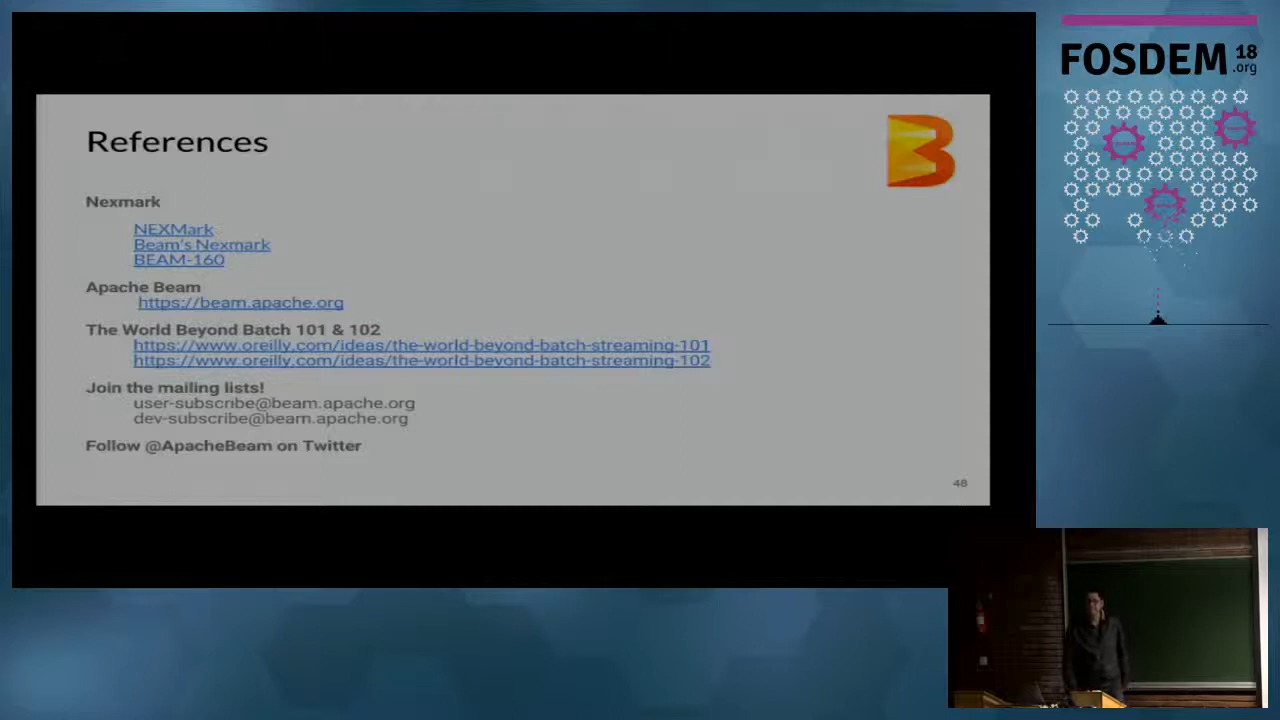 References
Nexmark
NEXMark
Beam's Nexmark
BEAM-160
Apache Beam
https://beam.apache.org
The World Beyond Batch 101 & 102
https://www.oreilly.com/ideas/the-world-beyond-batch-streaming-101
https://www.oreilly.com/ideas/the-world-beyond-batch-streaming-102
Join the mailing lists!
user-subscribe@beam.apache.org
dev-subscribe@beam.apache.org
Follow @ApacheBeam on Twitter
48
FOSDEM 18
.org